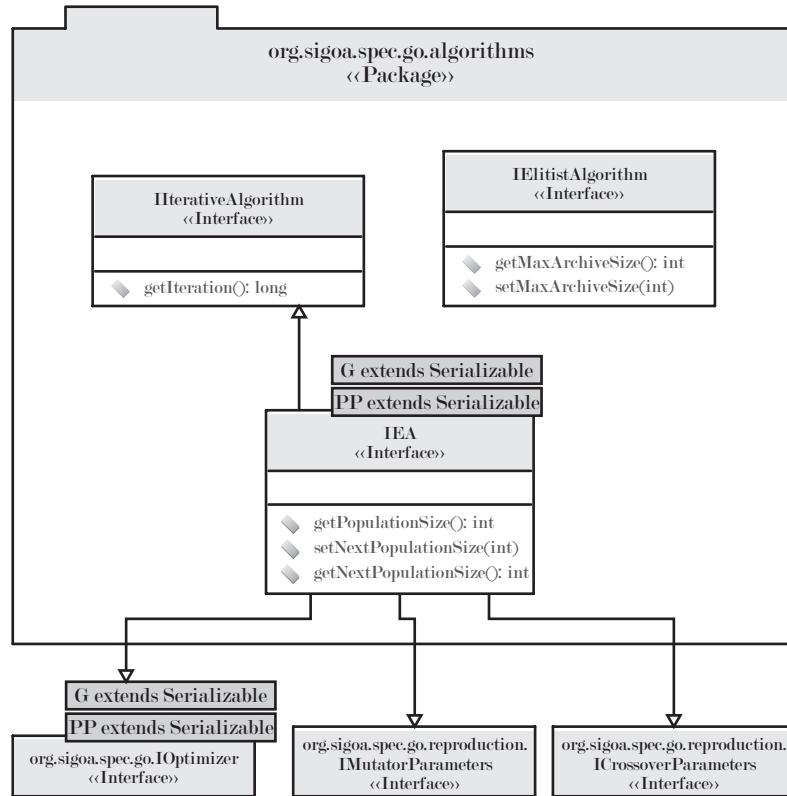 org.sigoa.spec.go.algorithms
‹‹Package››
IIterativeAlgorithm
‹‹Interface››
getIteration(): long
IElitistAlgorithm
‹‹Interface››
getMaxArchiveSize(): int
setMaxArchiveSize(int)
G extends Serializable
PP extends Serializable
IEA
‹‹Interface››
getPopulationSize(): int
setNextPopulationSize(int)
getNextPopulationSize(): int
G extends Serializable
PP extends Serializable
org.sigoa.spec.go.IOptimizer
‹‹Interface››
org.sigoa.spec.go.reproduction.
IMutatorParameters
‹‹Interface››
org.sigoa.spec.go.reproduction.
ICrossoverParameters
‹‹Interface››